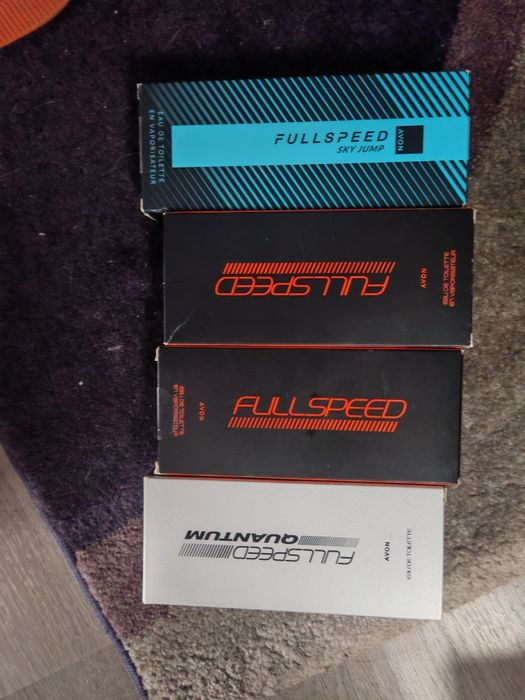 FULLSPEED
SKY JUMP
AVON
EAU DE TOILETTE
EN VAPORISATEUR
FULLSPEED
AVON
EAU DE TOILETTE
EN VAPORISATEUR
FULLSPEED
AVON
EAU DE TOILETTE
EN VAPORISATEUR
FULLSPEED
QUANTUM
AVON
EAU DE TOILETTE